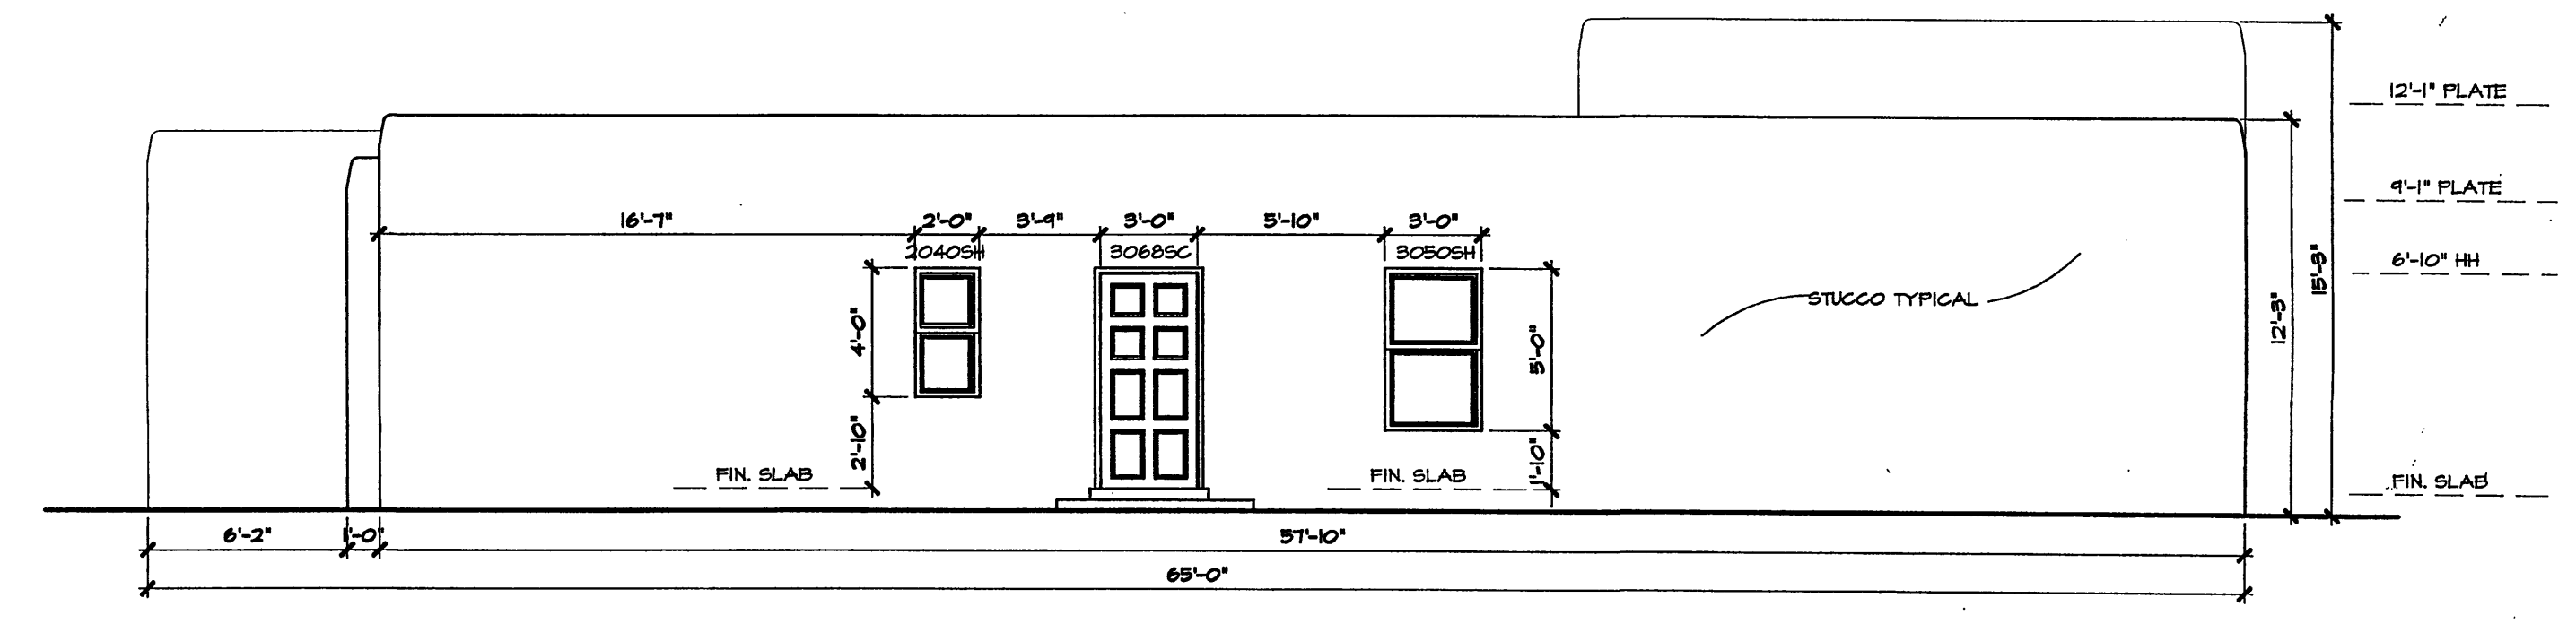 12'-1" PLATE
9'-1" PLATE
16'-7" 2'-0" 3'-9" 3'-0" 5'-10" 3'-0"
2040SH 3068SC 3050SH
6'-10" HH
15'-3"
12'-3"
STUCCO TYPICAL
4'-0"
5'-0"
2'-10"
1'-10"
FIN. SLAB
FIN. SLAB
FIN. SLAB
6'-2" 1'-0" 57'-10"
65'-0"